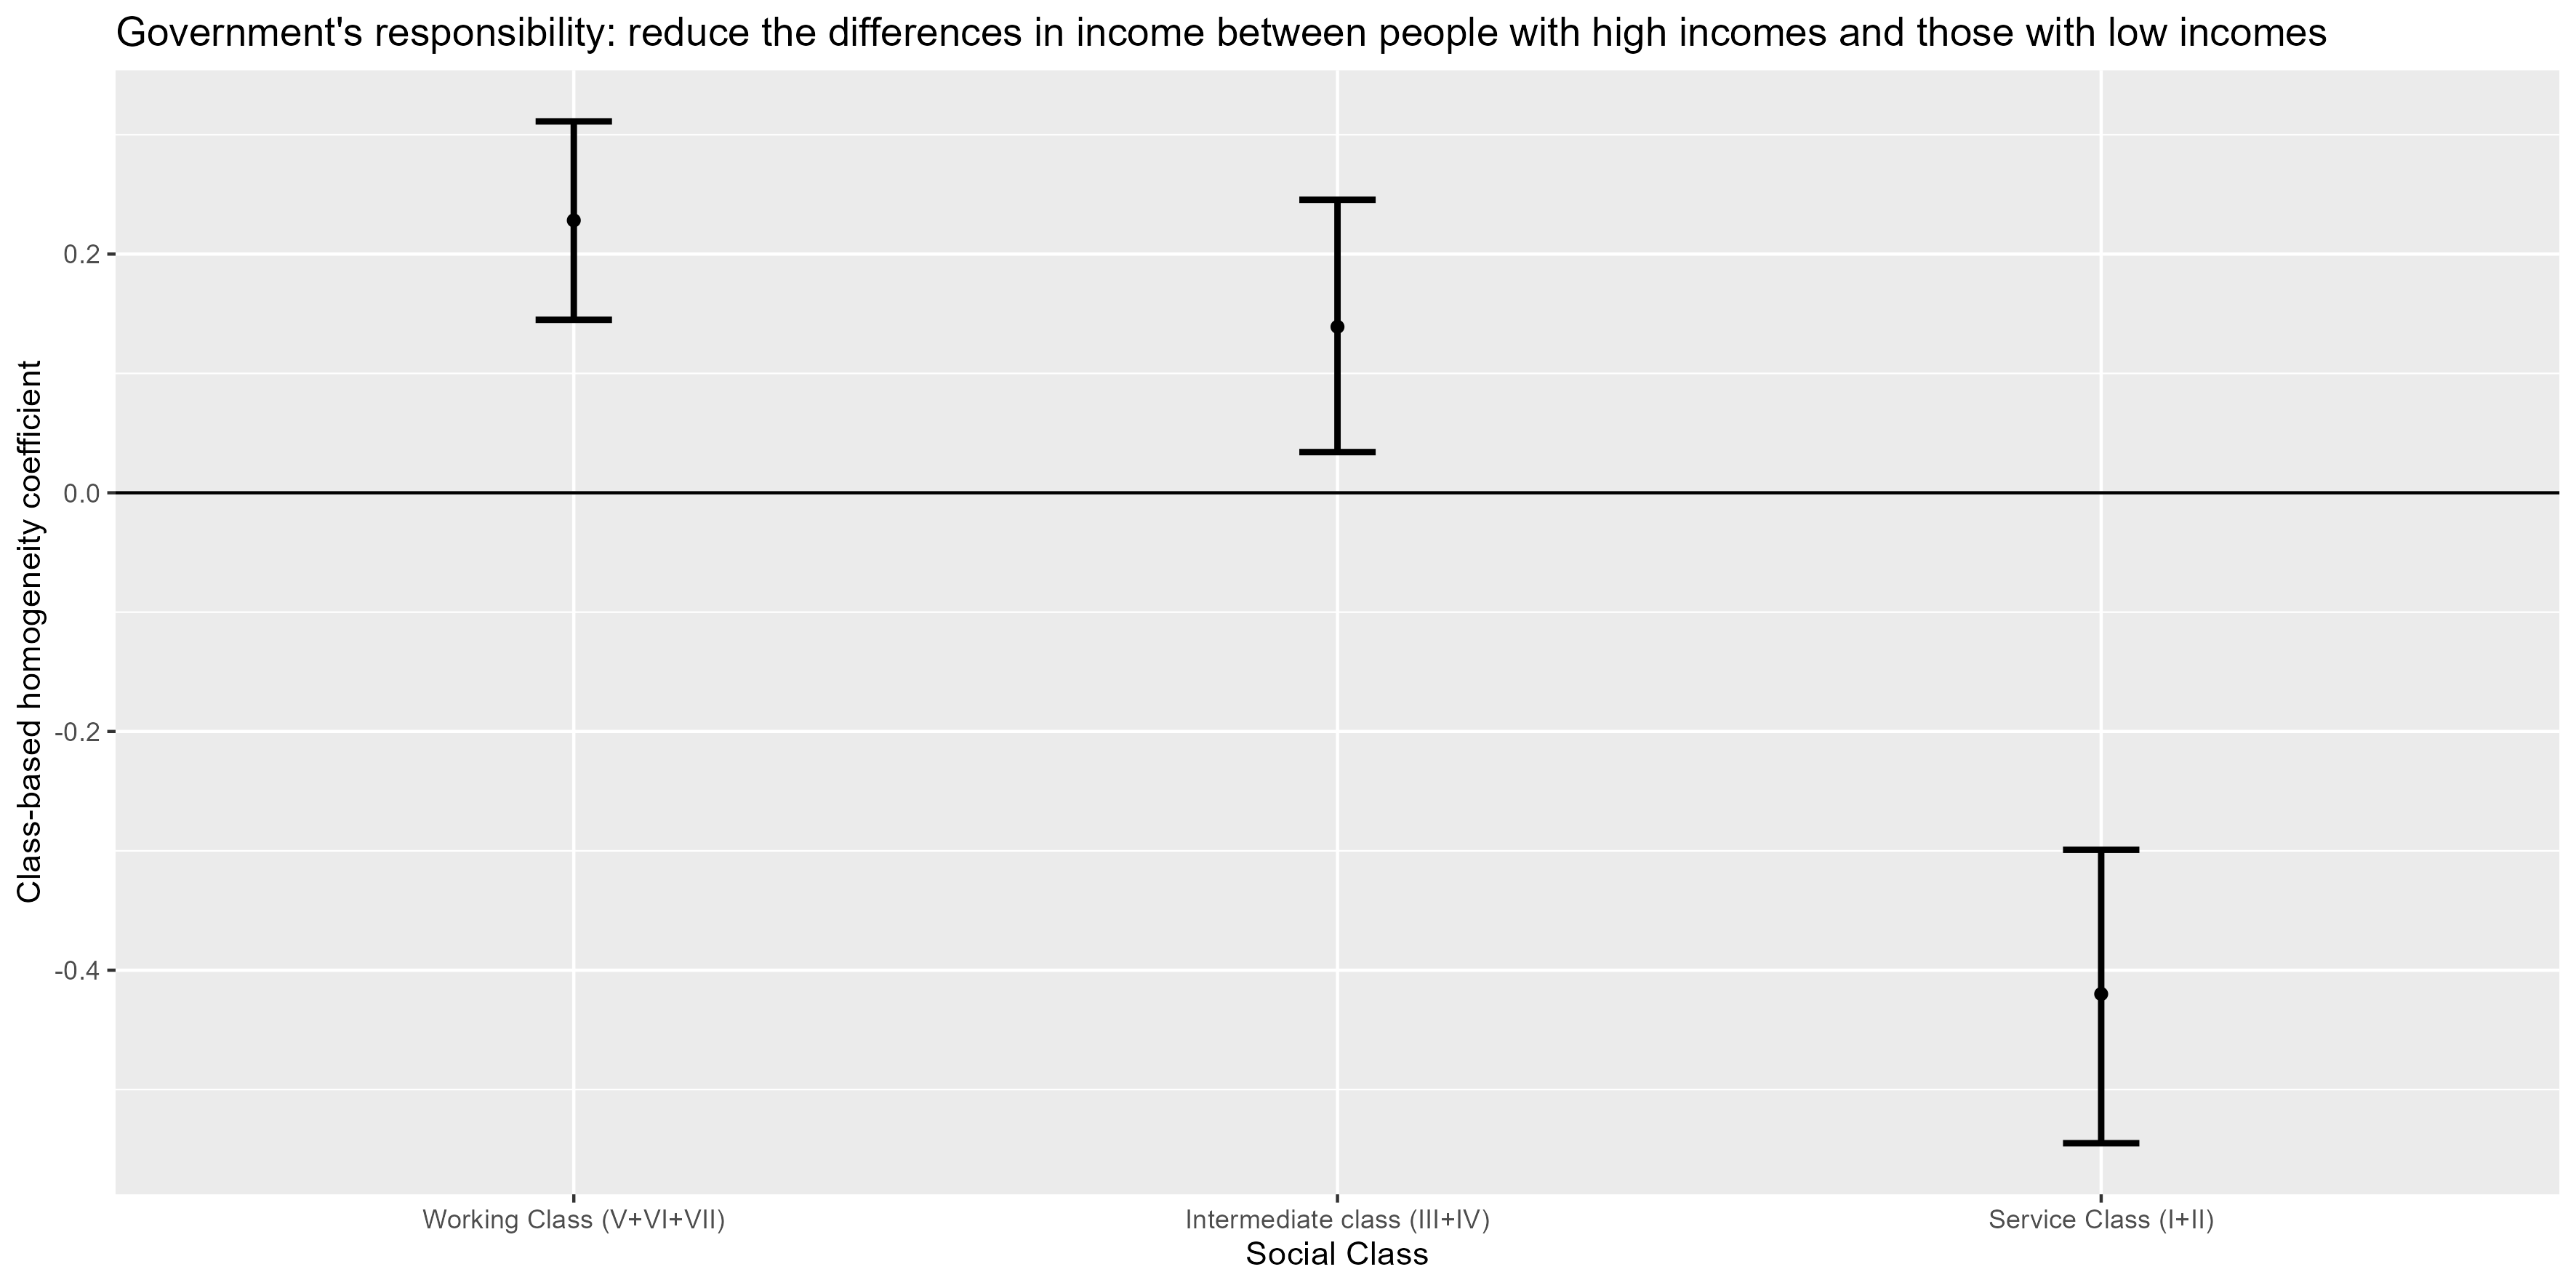 Government's responsibility: reduce the differences in income between people with high incomes and those with low incomes
Class-based homogeneity coefficient
0.2
0.0
-0.2
-0.4
Working Class (V+VI+VII)
Intermediate class (III+IV)
Service Class (I+II)
Social Class